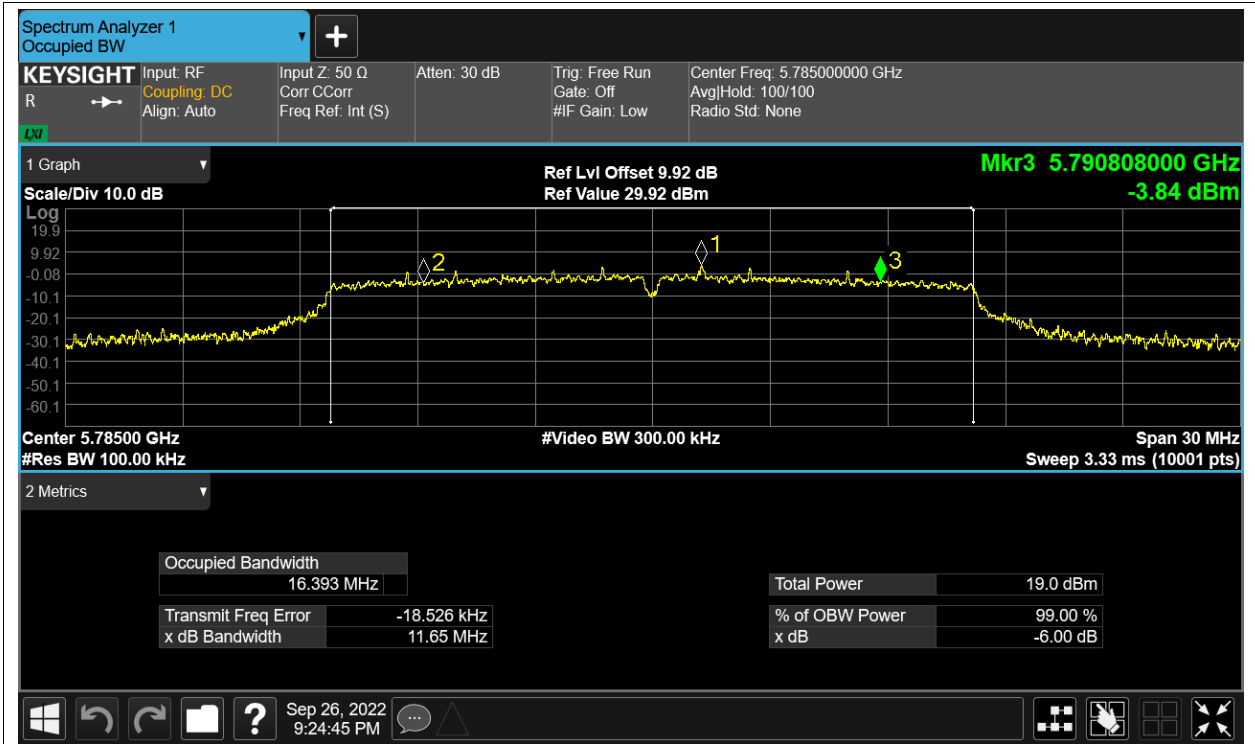 Spectrum Analyzer 1
Occupied BW
KEYSIGHT
R
LXI
Input: RF
Coupling: DC
Align: Auto
Input Z: 50 Ω
Corr CCorr
Freq Ref: Int (S)
Atten: 30 dB
Trig: Free Run
Gate: Off
#IF Gain: Low
Center Freq: 5.785000000 GHz
Avg|Hold: 100/100
Radio Std: None
1 Graph
Scale/Div 10.0 dB
Ref Lvl Offset 9.92 dB
Ref Value 29.92 dBm
Mkr3 5.790808000 GHz
-3.84 dBm
Log
19.9
9.92
-0.08
-10.1
-20.1
-30.1
-40.1
-50.1
-60.1
2
1
3
Center 5.78500 GHz
#Res BW 100.00 kHz
#Video BW 300.00 kHz
Span 30 MHz
Sweep 3.33 ms (10001 pts)
2 Metrics
Occupied Bandwidth
16.393 MHz
Transmit Freq Error -18.526 kHz
x dB Bandwidth 11.65 MHz
Total Power 19.0 dBm
% of OBW Power 99.00 %
x dB -6.00 dB
?
Sep 26, 2022
9:24:45 PM